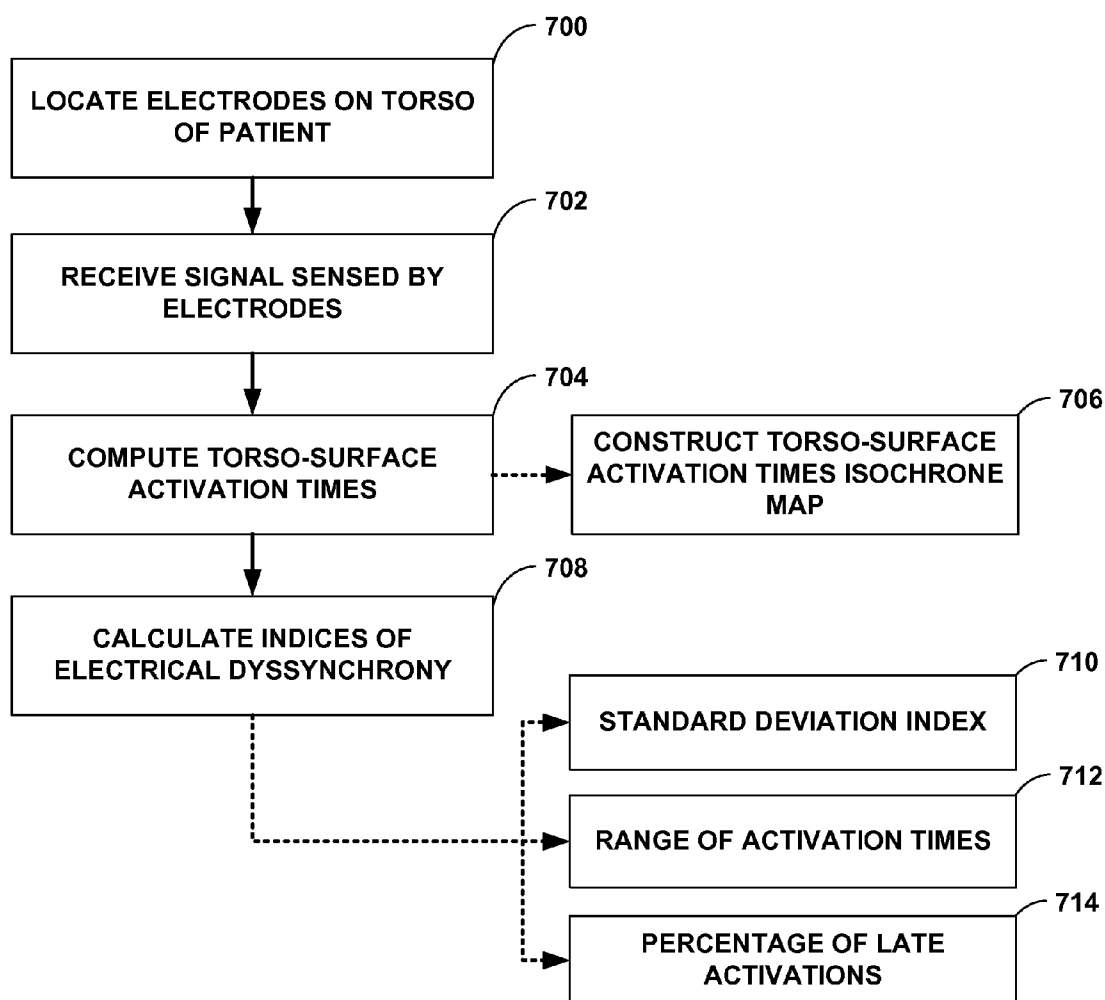 700
LOCATE ELECTRODES ON TORSO
OF PATIENT
702
RECEIVE SIGNAL SENSED BY
ELECTRODES
704
COMPUTE TORSO-SURFACE
ACTIVATION TIMES
706
CONSTRUCT TORSO-SURFACE
ACTIVATION TIMES ISOCHRONE
MAP
708
CALCULATE INDICES OF
ELECTRICAL DYSSYNCHRONY
710
STANDARD DEVIATION INDEX
712
RANGE OF ACTIVATION TIMES
714
PERCENTAGE OF LATE
ACTIVATIONS